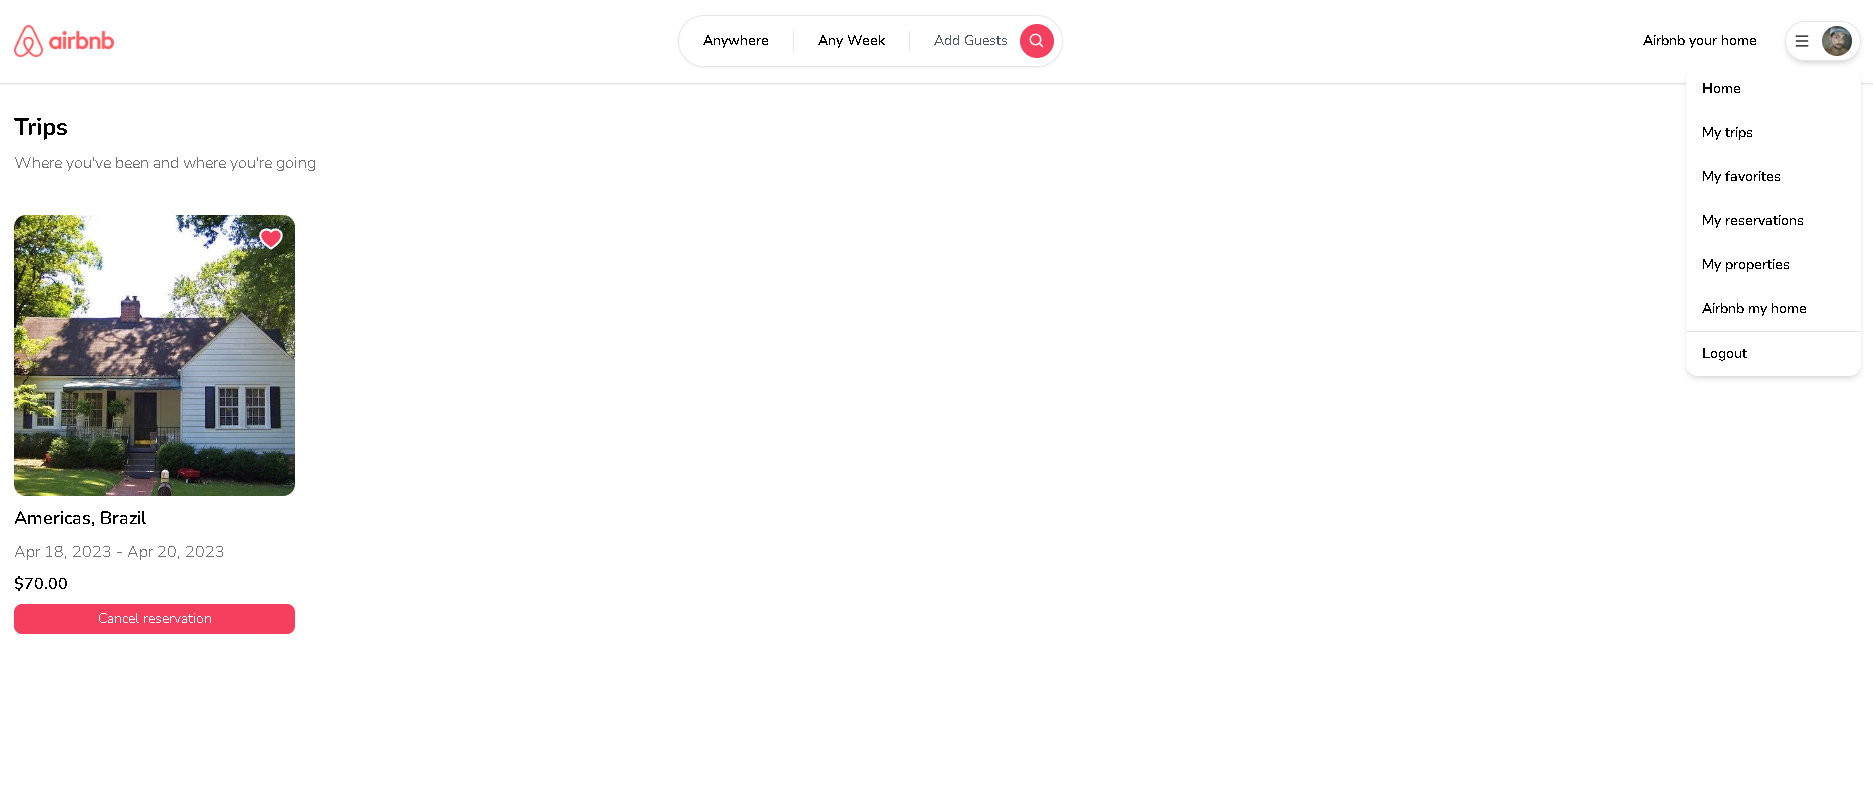 airbnb
Anywhere
Any Week
Add Guests
Airbnb your home
Home
My trips
My favorites
My reservations
My properties
Airbnb my home
Logout
Trips
Where you've been and where you're going
Americas, Brazil
Apr 18, 2023 - Apr 20, 2023
$70.00
Cancel reservation